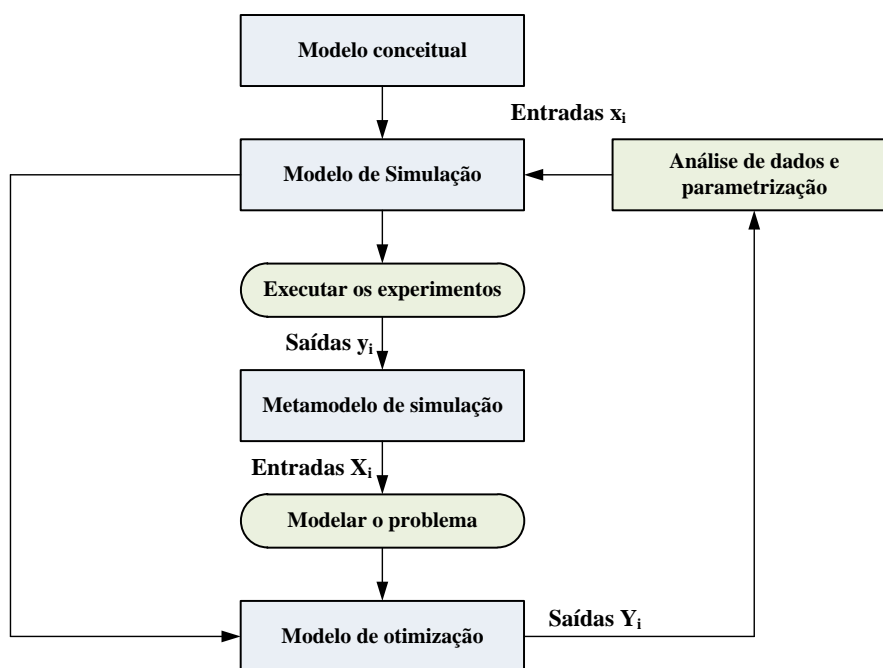 Modelo conceitual
Entradas xᵢ
Modelo de Simulação
Análise de dados e
parametrização
Executar os experimentos
Saídas yᵢ
Metamodelo de simulação
Entradas Xᵢ
Modelar o problema
Modelo de otimização
Saídas Yᵢ